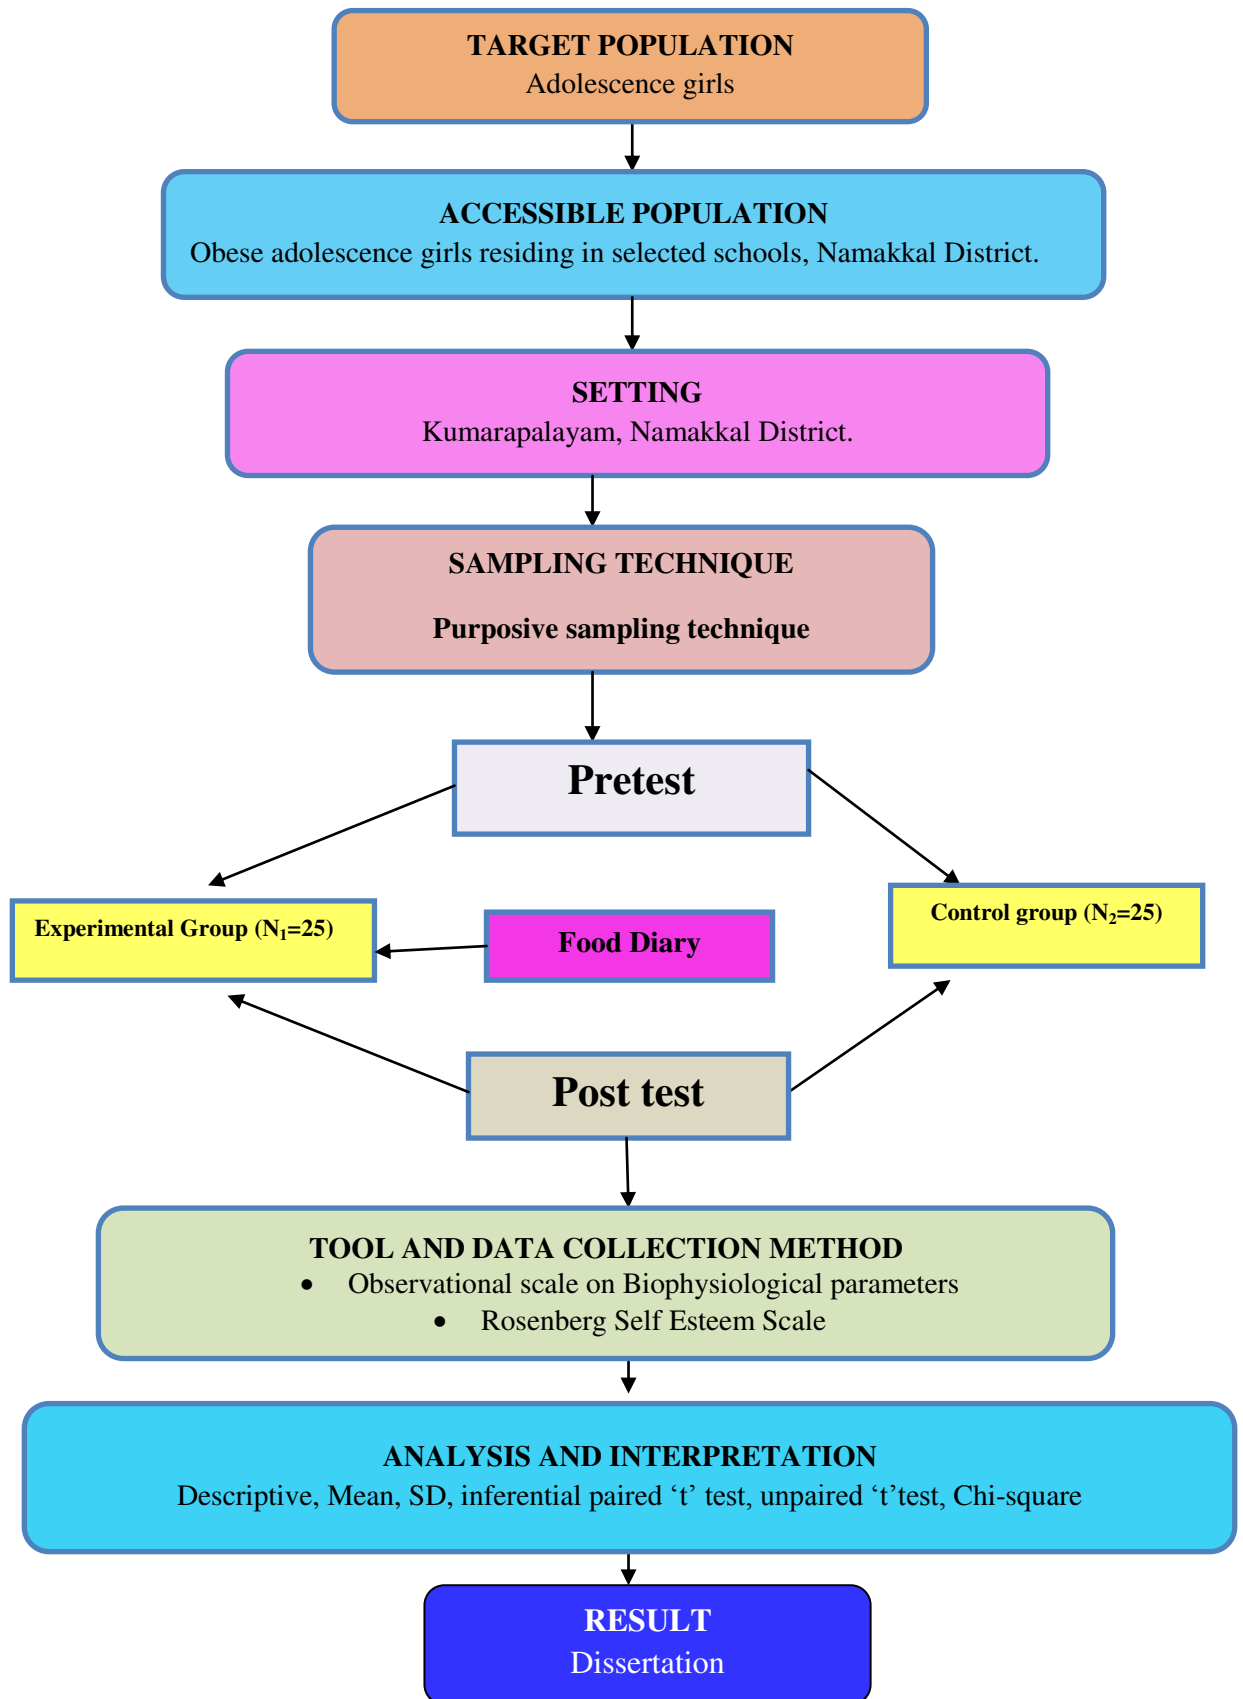 TARGET POPULATION
Adolescence girls
ACCESSIBLE POPULATION
Obese adolescence girls residing in selected schools, Namakkal District.
SETTING
Kumarapalayam, Namakkal District.
SAMPLING TECHNIQUE
Purposive sampling technique
Pretest
Experimental Group (N₁=25)
Food Diary
Control group (N₂=25)
Post test
TOOL AND DATA COLLECTION METHOD
• Observational scale on Biophysiological parameters
• Rosenberg Self Esteem Scale
ANALYSIS AND INTERPRETATION
Descriptive, Mean, SD, inferential paired ‘t’ test, unpaired ‘t’test, Chi-square
RESULT
Dissertation